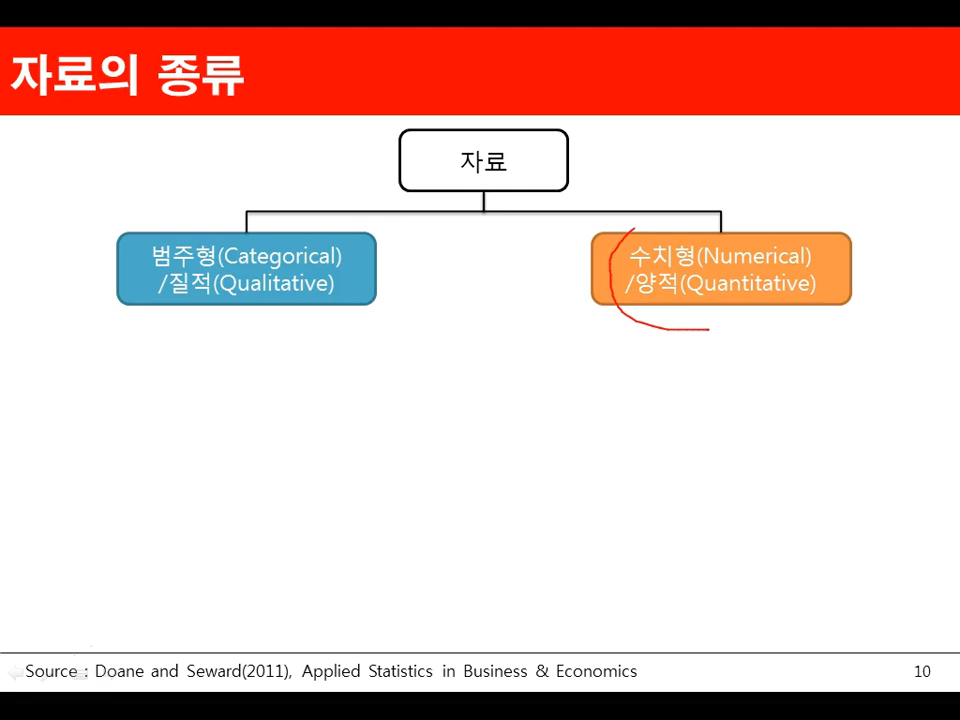 자료의 종류
자료
범주형(Categorical)
/질적(Qualitative)
수치형(Numerical)
/양적(Quantitative)
Source : Doane and Seward(2011), Applied Statistics in Business & Economics
10